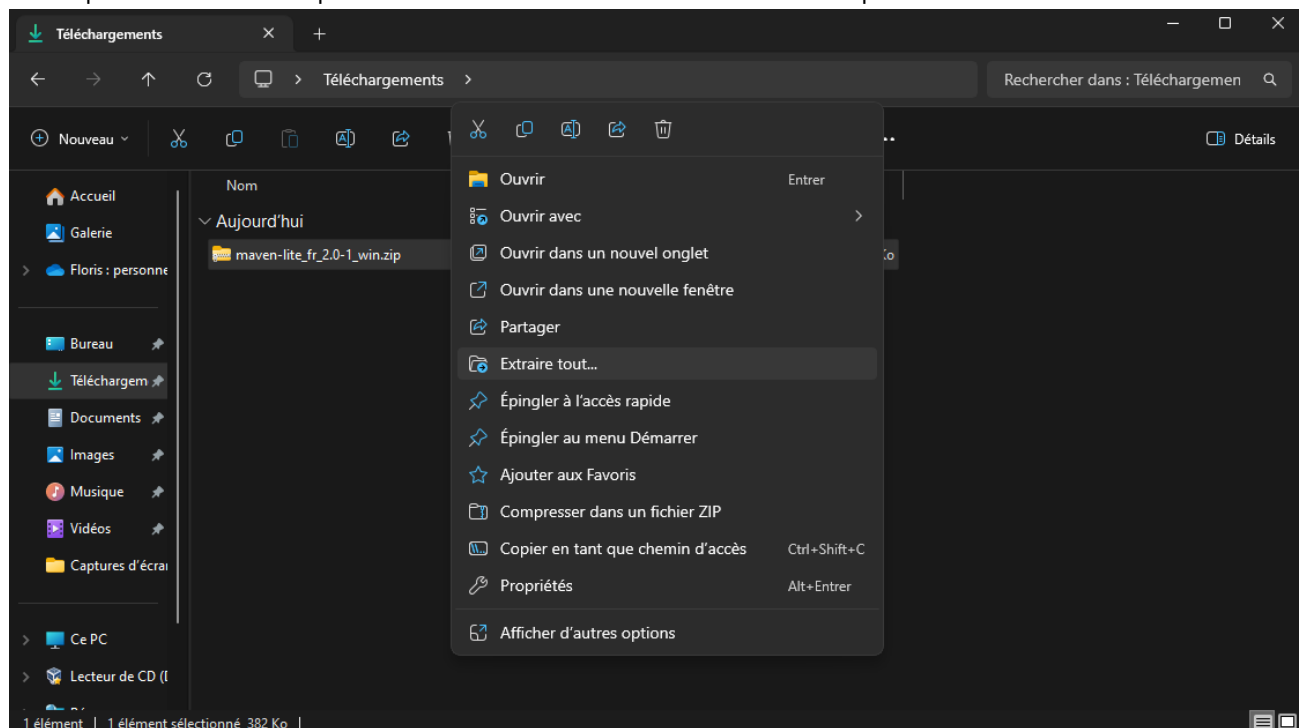 Téléchargements
Téléchargements
Rechercher dans : Téléchargemen
Nouveau
Détails
Nom
Accueil
Galerie
Floris : personne
Bureau
Téléchargem
Documents
Images
Musique
Vidéos
Captures d'écran
Ce PC
Lecteur de CD (I
Aujourd'hui
maven-lite_fr_2.0-1_win.zip
Ouvrir Entrer
Ouvrir avec
Ouvrir dans un nouvel onglet
Ouvrir dans une nouvelle fenêtre
Partager
Extraire tout...
Épingler à l'accès rapide
Épingler au menu Démarrer
Ajouter aux Favoris
Compresser dans un fichier ZIP
Copier en tant que chemin d'accès Ctrl+Shift+C
Propriétés Alt+Entrer
Afficher d'autres options
1 élément | 1 élément sélectionné 382 Ko |